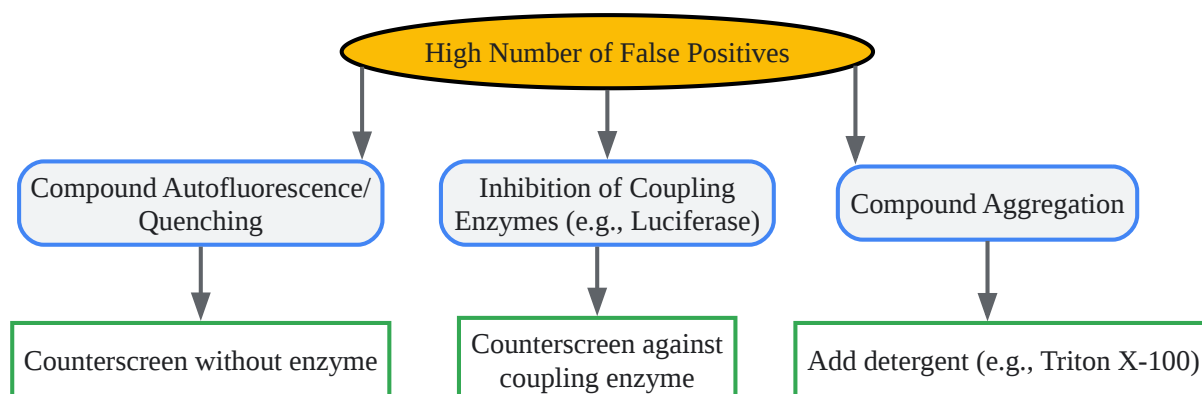 High Number of False Positives
Compound Autofluorescence/
Quenching
Inhibition of Coupling
Enzymes (e.g., Luciferase)
Compound Aggregation
Counterscreen without enzyme
Counterscreen against
coupling enzyme
Add detergent (e.g., Triton X-100)